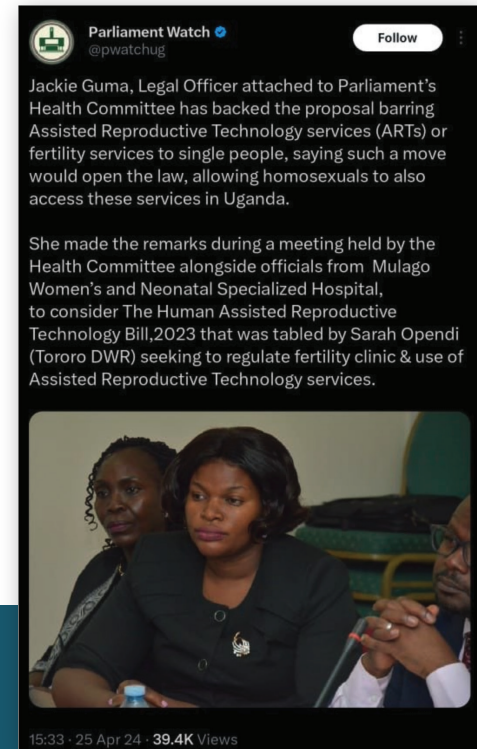 Parliament Watch
@pwatchug
Follow
Jackie Guma, Legal Officer attached to Parliament's
Health Committee has backed the proposal barring
Assisted Reproductive Technology services (ARTs) or
fertility services to single people, saying such a move
would open the law, allowing homosexuals to also
access these services in Uganda.
She made the remarks during a meeting held by the
Health Committee alongside officials from Mulago
Women's and Neonatal Specialized Hospital,
to consider The Human Assisted Reproductive
Technology Bill,2023 that was tabled by Sarah Opendi
(Tororo DWR) seeking to regulate fertility clinic & use of
Assisted Reproductive Technology services.
15:33 · 25 Apr 24 · 39.4K Views